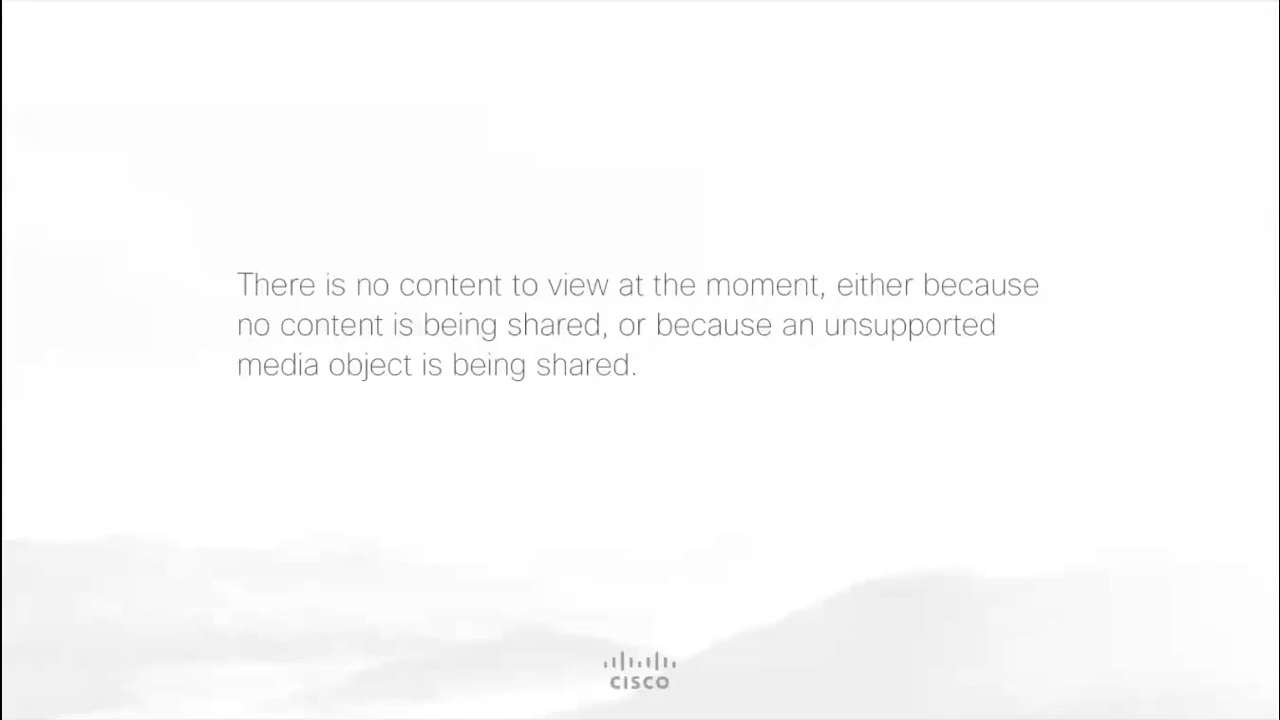 There is no content to view at the moment, either because
no content is being shared, or because an unsupported
media object is being shared.
CISCO